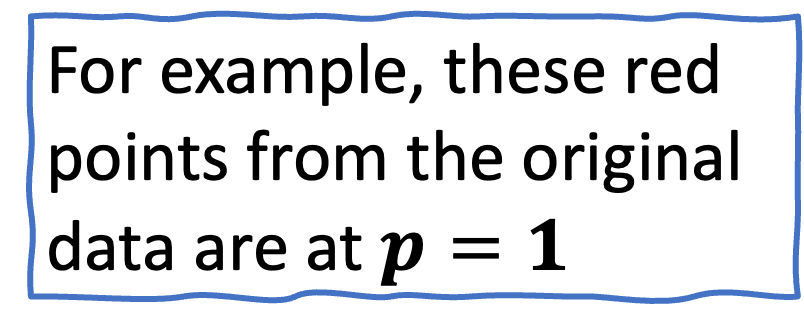 For example, these red
points from the original
data are at p = 1